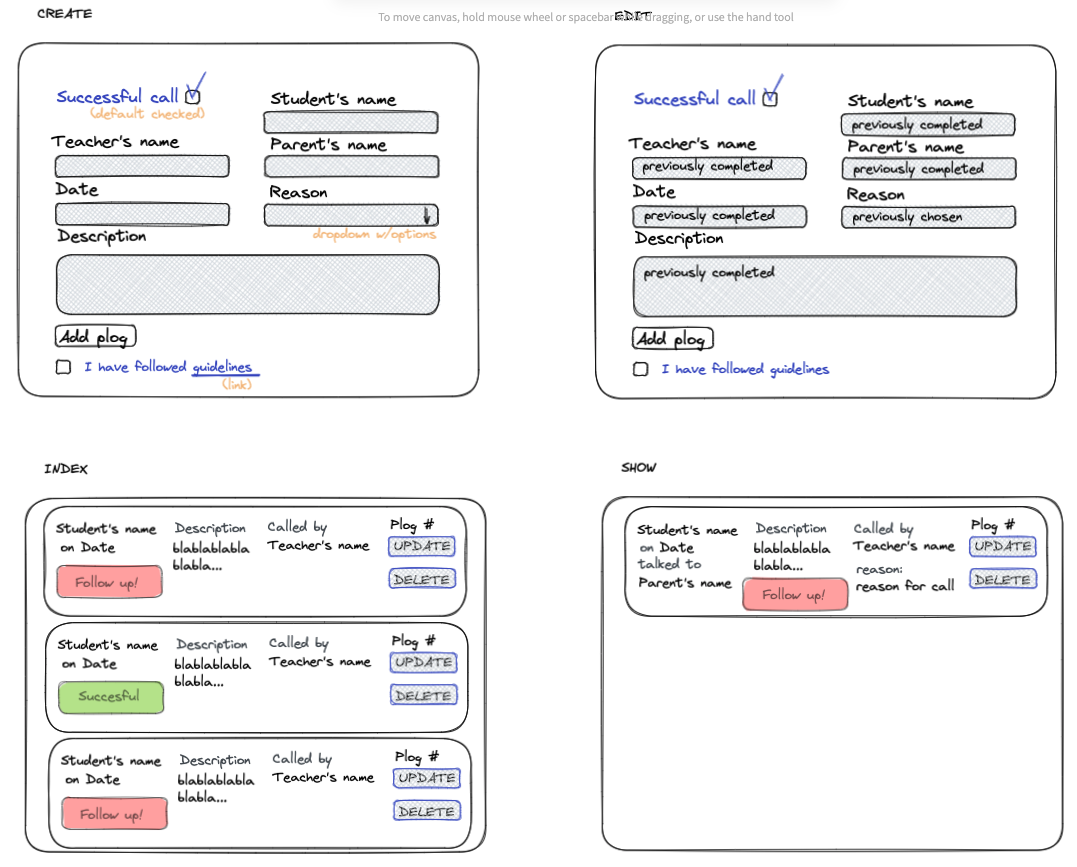 CREATE
Successful call
(default checked)
Student's name
Teacher's name
Parent's name
Date
Reason
dropdown w/options
Description
Add plog
I have followed guidelines
(link)
To move canvas, hold mouse wheel or spacebar while dragging, or use the hand tool
EDIT
Successful call
Student's name
previously completed
Teacher's name
Parent's name
previously completed
previously completed
Date
Reason
previously completed
previously chosen
Description
previously completed
Add plog
I have followed guidelines
INDEX
Student's name
on Date
Follow up!
Description
blablablabla
blabla...
Called by
Teacher's name
Plog #
UPDATE
DELETE
Student's name
on Date
Succesful
Description
blablablabla
blabla...
Called by
Teacher's name
Plog #
UPDATE
DELETE
Student's name
on Date
Follow up!
Description
blablablabla
blabla...
Called by
Teacher's name
Plog #
UPDATE
DELETE
SHOW
Student's name
on Date
talked to
Parent's name
Description
blablablabla
blabla...
Follow up!
Called by
Teacher's name
reason:
reason for call
Plog #
UPDATE
DELETE